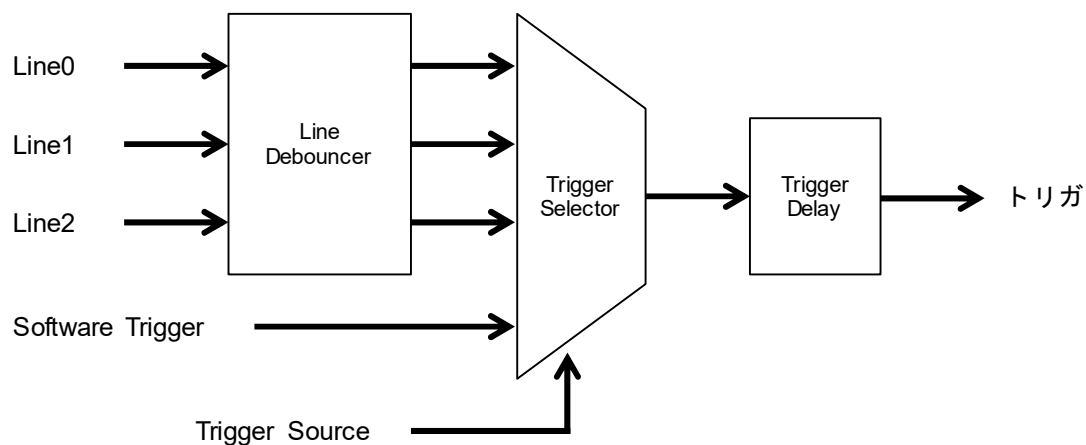 Line0
Line1
Line2
Line
Debouncer
Trigger
Selector
Trigger
Delay
トリガ
Software Trigger
Trigger Source